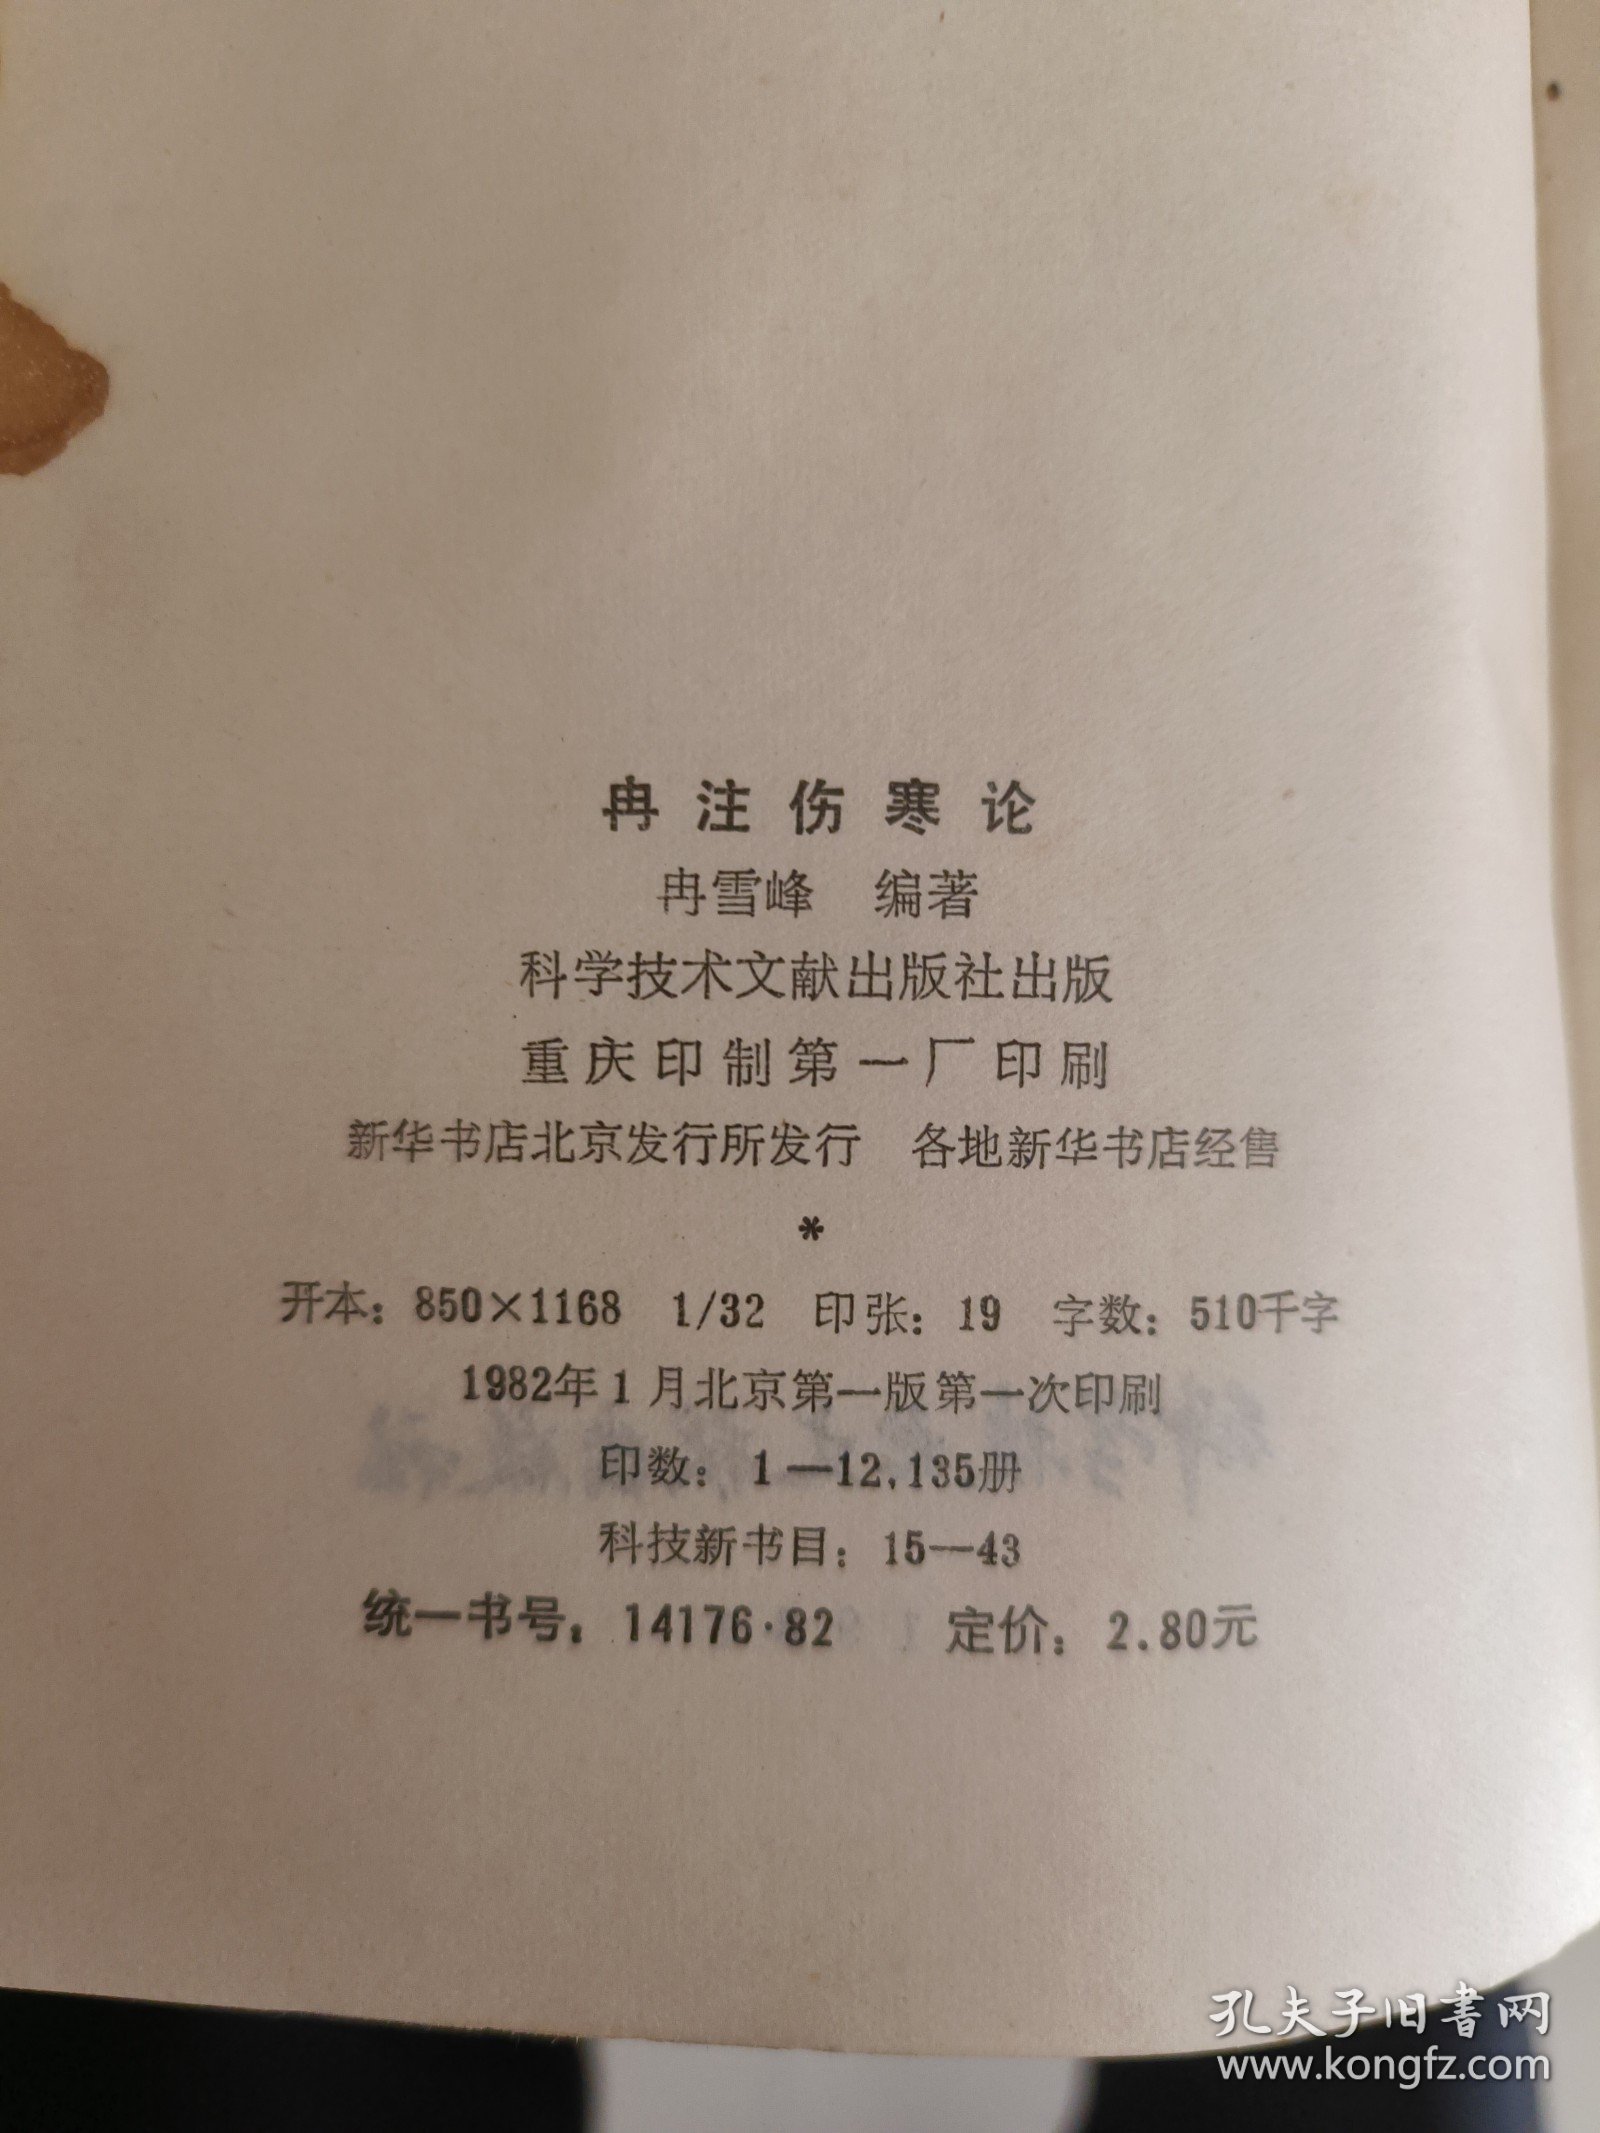 冉注伤寒论
冉雪峰 编著
科学技术文献出版社出版
重庆印制第一厂印刷
新华书店北京发行所发行 各地新华书店经售
*
开本：850×1168 1/32 印张：19 字数：510千字
1982年1月北京第一版第一次印刷
印数：1—12,135册
科技新书目：15—43
统一书号：14176·82 定价：2.80元
孔夫子旧书网
www.kongfz.com